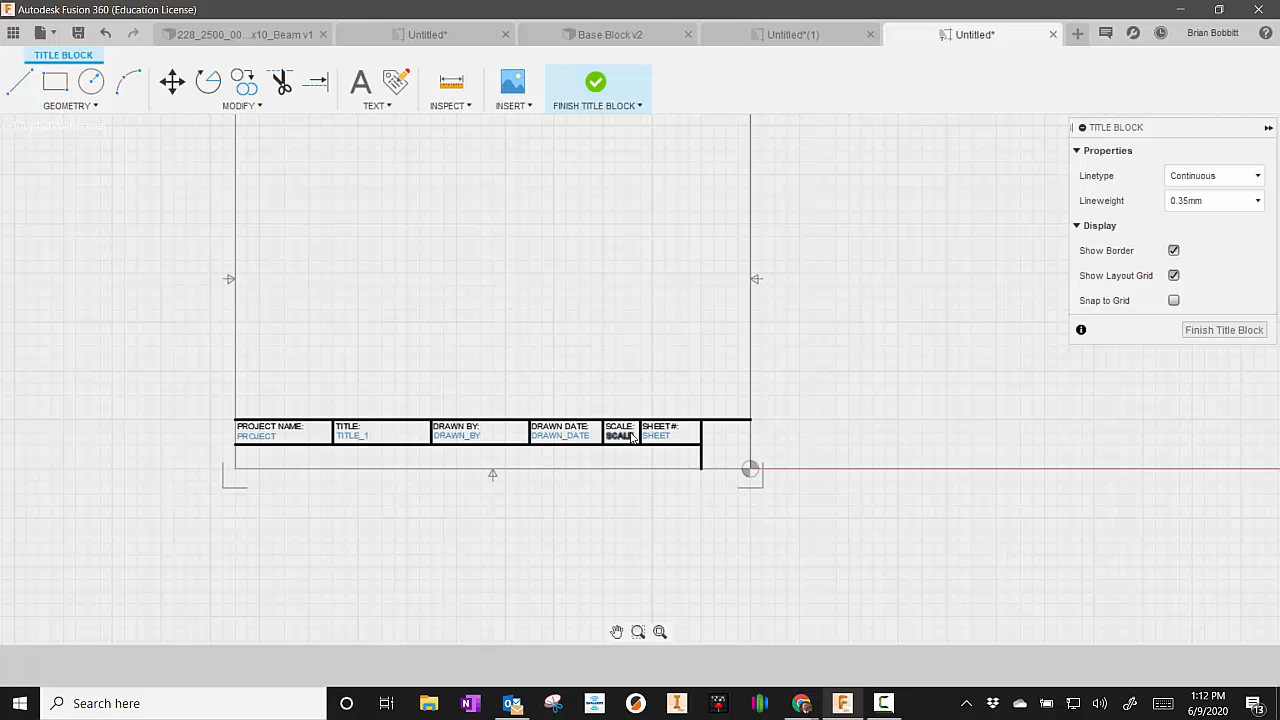 Autodesk Fusion 360 (Education License)
228_2500_00...x10_Beam v1
Untitled*
Base Block v2
Untitled*(1)
Untitled*
Brian Bobbitt
TITLE BLOCK
GEOMETRY
MODIFY
TEXT
INSPECT
INSERT
FINISH TITLE BLOCK
TITLE BLOCK
Properties
Linetype
Continuous
Lineweight
0.35mm
Display
Show Border
Show Layout Grid
Snap to Grid
Finish Title Block
PROJECT NAME: TITLE: DRAWN BY: DRAWN DATE: SCALE: SHEET #:
PROJECT TITLE_1 DRAWN_BY DRAWN_DATE SCALE SHEET
Search here
1:12 PM
6/9/2020